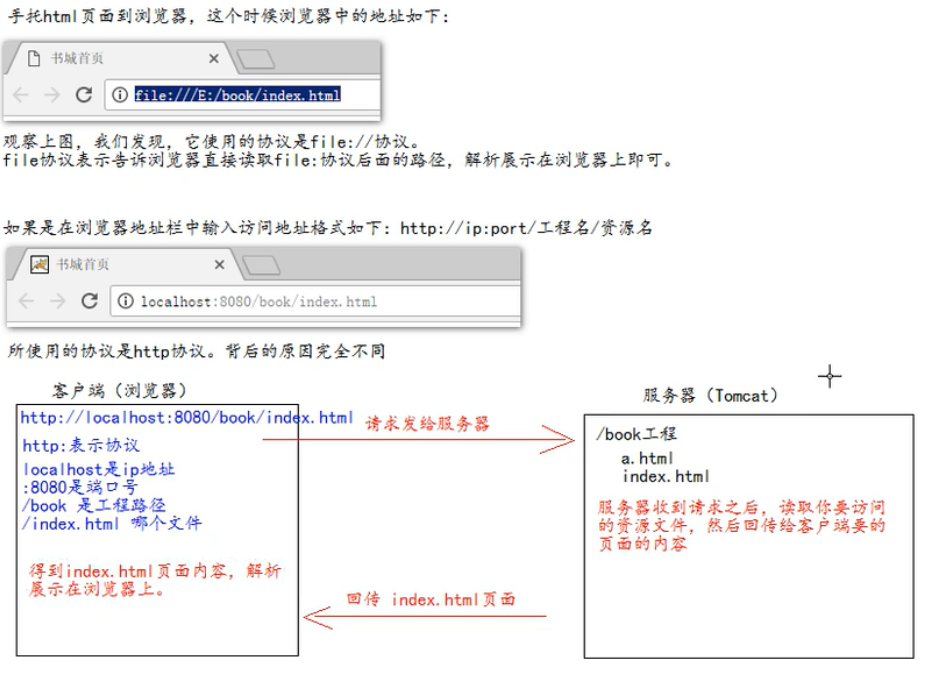 手托html页面到浏览器，这个时候浏览器中的地址如下：
书城首页
file:///E:/book/index.html
观察上图，我们发现，它使用的协议是file://协议。
file协议表示告诉浏览器直接读取file:协议后面的路径，解析展示在浏览器上即可。
如果是在浏览器地址栏中输入访问地址格式如下：http://ip:port/工程名/资源名
书城首页
localhost:8080/book/index.html
所使用的协议是http协议。背后的原因完全不同
客户端（浏览器）
http://localhost:8080/book/index.html
http:表示协议
localhost是ip地址
:8080是端口号
/book 是工程路径
/index.html 哪个文件
得到index.html页面内容，解析
展示在浏览器上。
请求发给服务器
回传 index.html页面
服务器（Tomcat）
/book工程
a.html
index.html
服务器收到请求之后，读取你要访问
的资源文件，然后回传给客户端要的
页面的内容